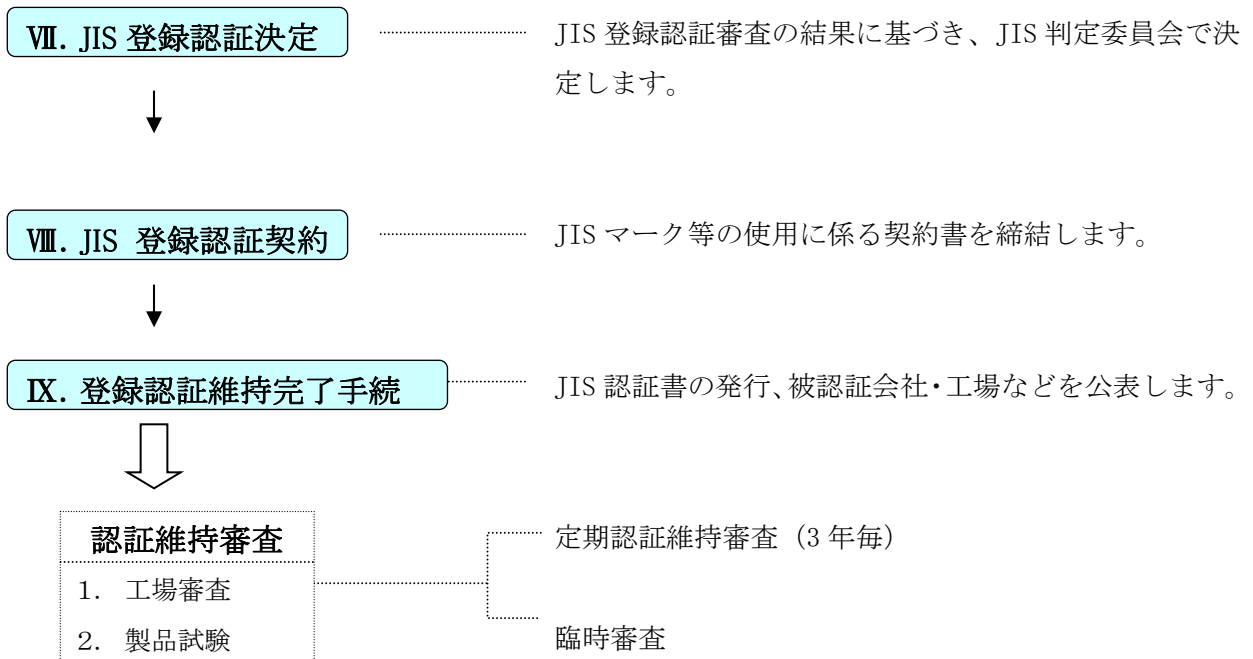 Ⅶ. JIS 登録認証決定
JIS 登録認証審査の結果に基づき、JIS 判定委員会で決
定します。
Ⅷ. JIS 登録認証契約
JIS マーク等の使用に係る契約書を締結します。
Ⅸ. 登録認証維持完了手続
JIS 認証書の発行、被認証会社・工場などを公表します。
認証維持審査
1. 工場審査
2. 製品試験
定期認証維持審査（3 年毎）
臨時審査